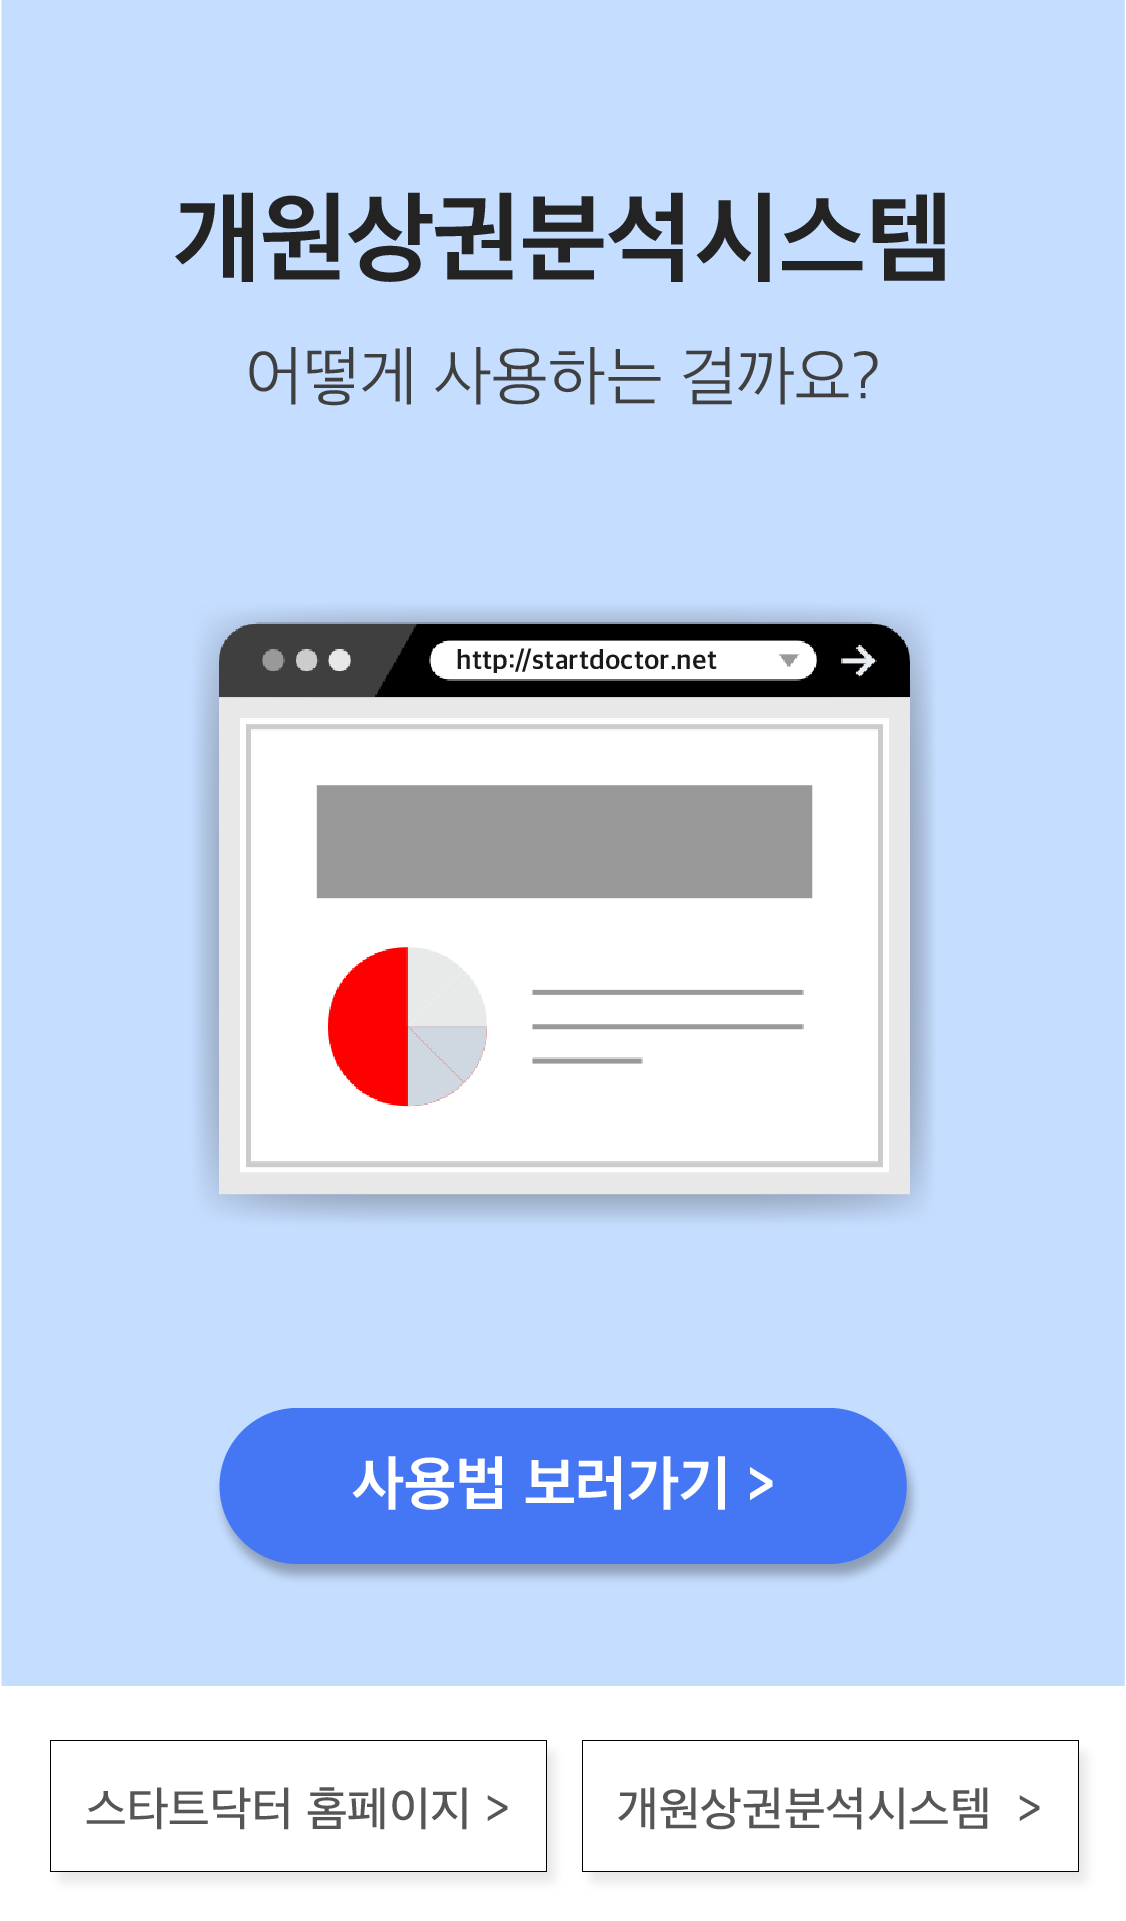 개원상권분석시스템
어떻게 사용하는 걸까요?
http://startdoctor.net
사용법 보러가기 >
스타트닥터 홈페이지 >
개원상권분석시스템 >